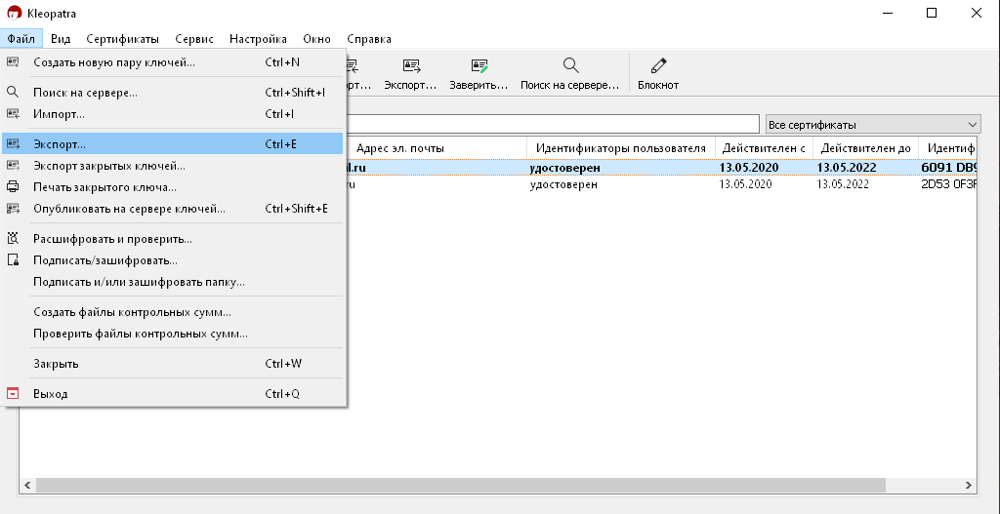 Kleopatra
Файл Вид Сертификаты Сервис Настройка Окно Справка
Создать новую пару ключей... Ctrl+N
Поиск на сервере... Ctrl+Shift+I
Импорт... Ctrl+I
Экспорт... Ctrl+E
Экспорт закрытых ключей...
Печать закрытого ключа...
Опубликовать на сервере ключей... Ctrl+Shift+E
Расшифровать и проверить...
Подписать/зашифровать...
Подписать и/или зашифровать папку...
Создать файлы контрольных сумм...
Проверить файлы контрольных сумм...
Закрыть Ctrl+W
Выход Ctrl+Q
орт... Экспорт... Заверить... Поиск на сервере... Блокнот
Все сертификаты
Адрес эл. почты Идентификаторы пользователя Действителен с Действителен до Идентиф
il.ru удостоверен 13.05.2020 13.05.2022 6091 DB9
ru удостоверен 13.05.2020 13.05.2022 2D53 0F3F